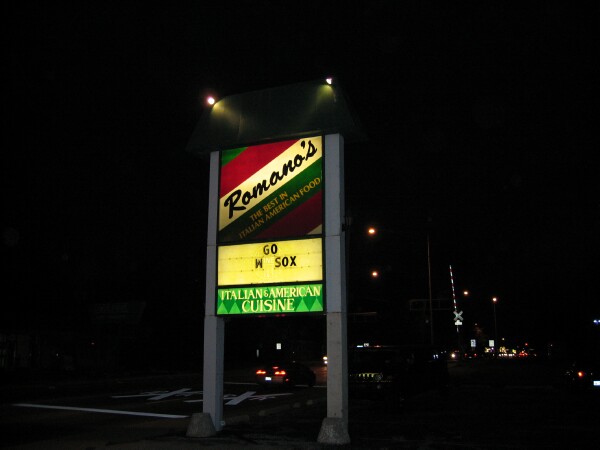 Romano's
THE BEST IN
ITALIAN AMERICAN FOOD
GO
W SOX
ITALIAN & AMERICAN
CUISINE